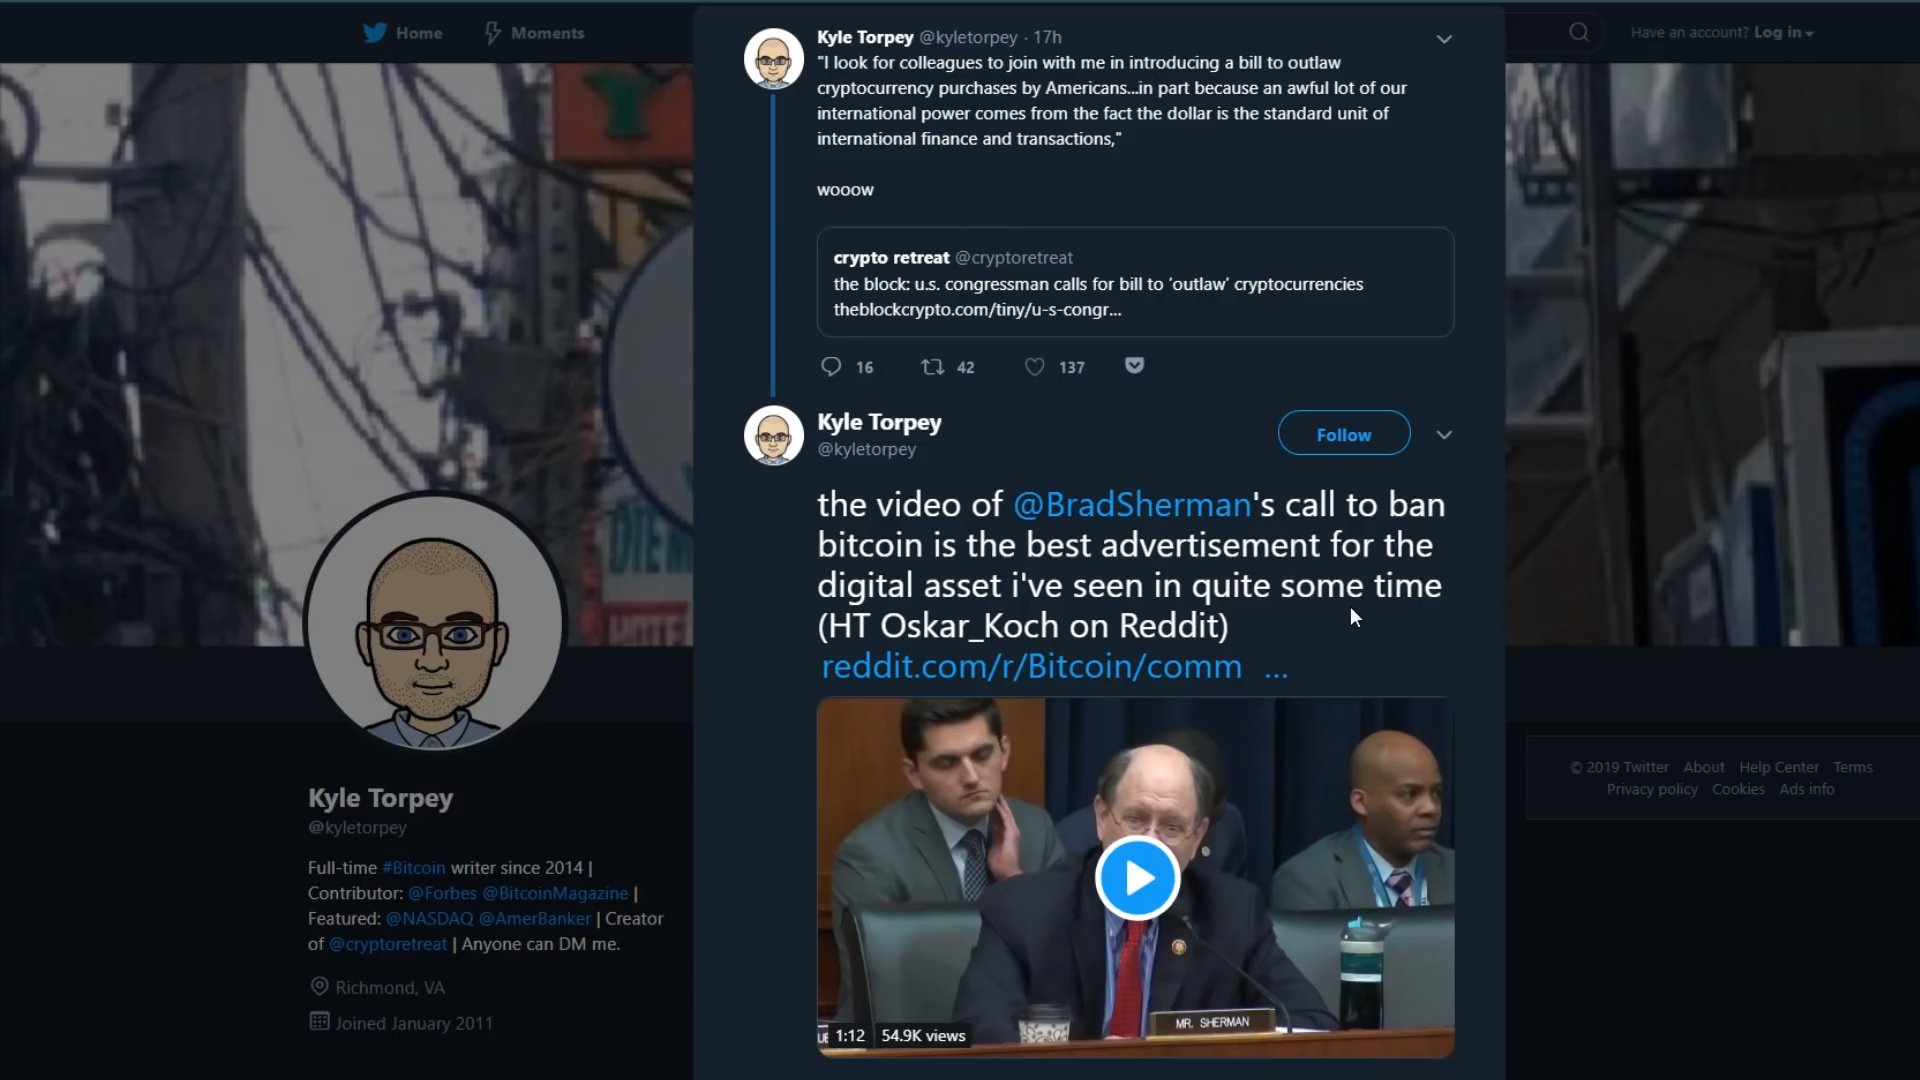 Home
Moments
Have an account? Log in
Kyle Torpey @kyletorpey · 17h
"I look for colleagues to join with me in introducing a bill to outlaw
cryptocurrency purchases by Americans...in part because an awful lot of our
international power comes from the fact the dollar is the standard unit of
international finance and transactions,"
wooow
crypto retreat @cryptoretreat
the block: u.s. congressman calls for bill to ‘outlaw’ cryptocurrencies
theblockcrypto.com/tiny/u-s-congr...
16 42 137
Kyle Torpey
@kyletorpey
Follow
the video of @BradSherman's call to ban
bitcoin is the best advertisement for the
digital asset i've seen in quite some time
(HT Oskar_Koch on Reddit)
reddit.com/r/Bitcoin/comm ...
MR. SHERMAN
1:12 54.9K views
Kyle Torpey
@kyletorpey
Full-time #Bitcoin writer since 2014 |
Contributor: @Forbes @BitcoinMagazine |
Featured: @NASDAQ @AmerBanker | Creator
of @cryptoretreat | Anyone can DM me.
Richmond, VA
Joined January 2011
© 2019 Twitter About Help Center Terms
Privacy policy Cookies Ads info